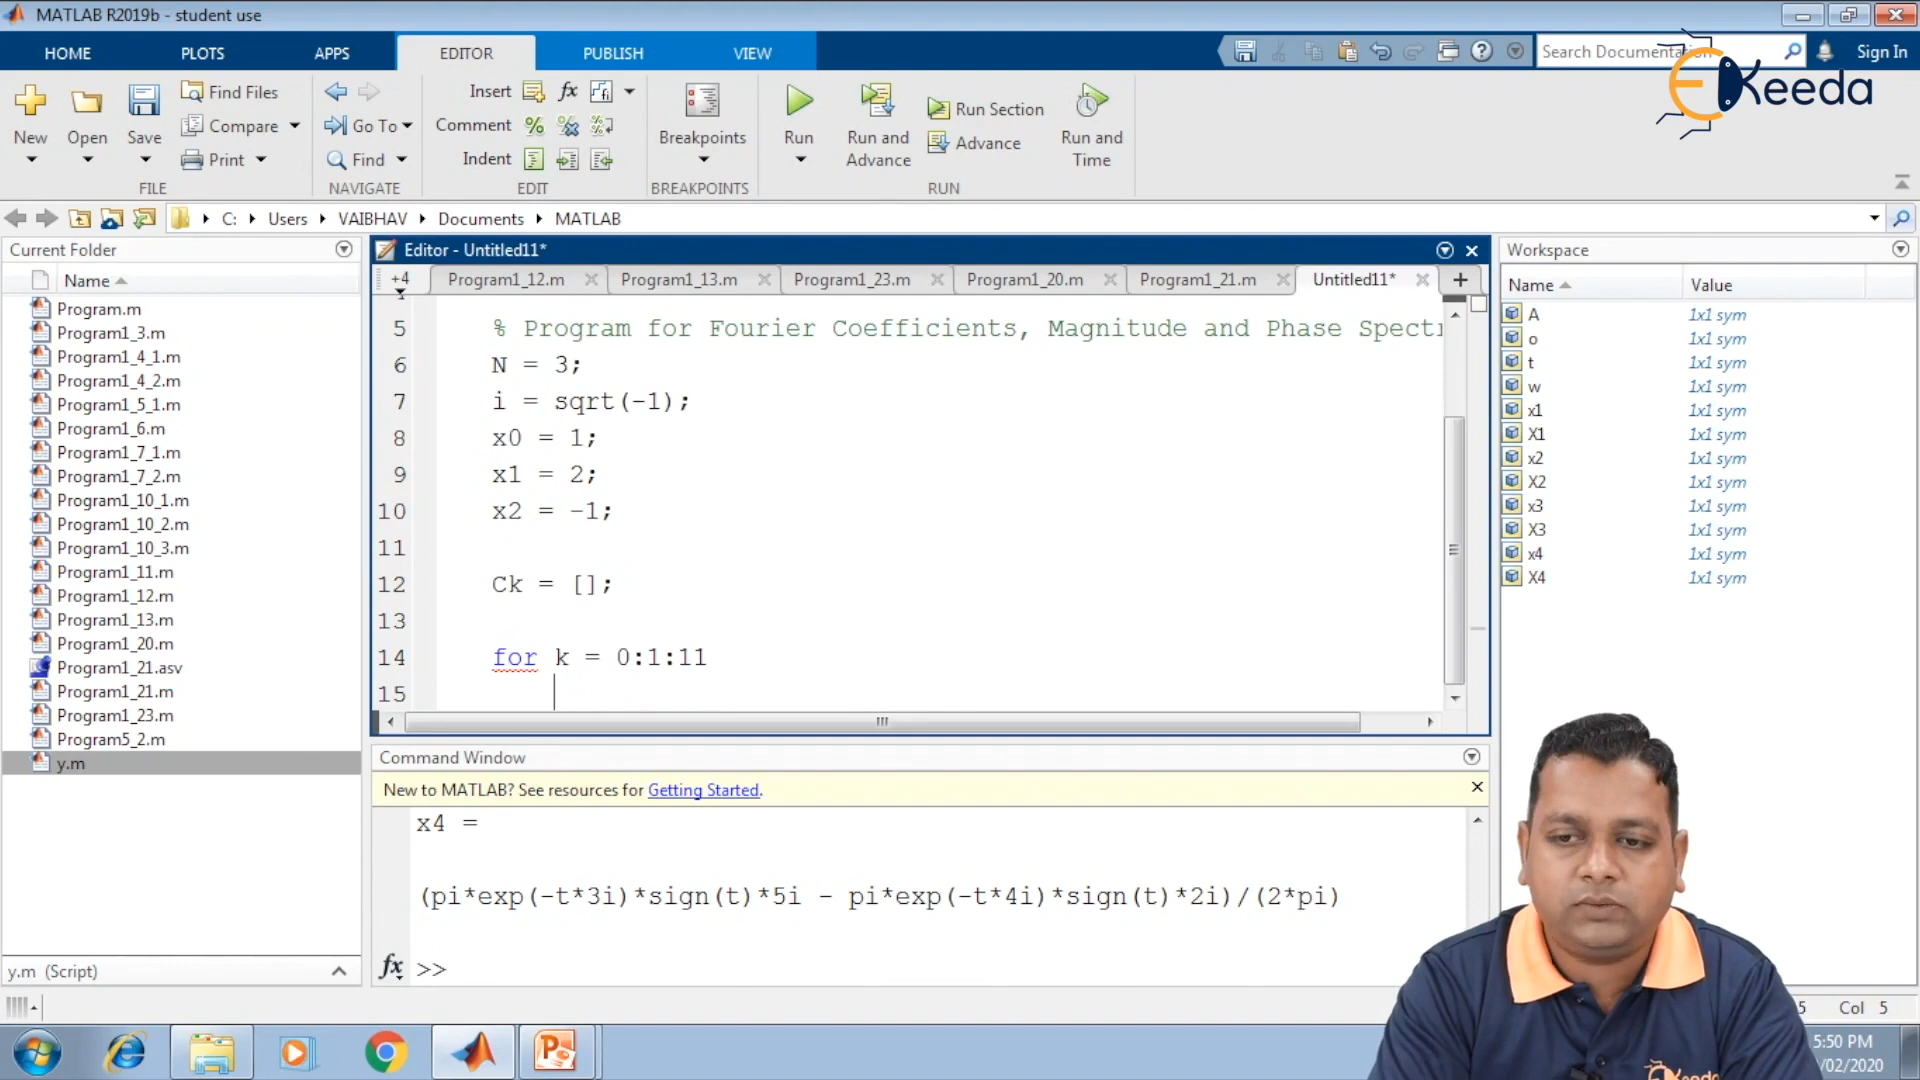 MATLAB R2019b - student use
HOME PLOTS APPS EDITOR PUBLISH VIEW
Search Documentation
Sign In
EKeeda
New Open Save
Find Files
Compare
Print
Go To
Find
Insert
Comment
Indent
Breakpoints
Run
Run and Advance
Run Section
Advance
Run and Time
FILE NAVIGATE EDIT BREAKPOINTS RUN
C: Users VAIBHAV Documents MATLAB
Current Folder
Name
Program.m
Program1_3.m
Program1_4_1.m
Program1_4_2.m
Program1_5_1.m
Program1_6.m
Program1_7_1.m
Program1_7_2.m
Program1_10_1.m
Program1_10_2.m
Program1_10_3.m
Program1_11.m
Program1_12.m
Program1_13.m
Program1_20.m
Program1_21.asv
Program1_21.m
Program1_23.m
Program5_2.m
y.m
y.m (Script)
Editor - Untitled11*
+4 Program1_12.m Program1_13.m Program1_23.m Program1_20.m Program1_21.m Untitled11*
5 % Program for Fourier Coefficients, Magnitude and Phase Spectr
6 N = 3;
7 i = sqrt(-1);
8 x0 = 1;
9 x1 = 2;
10 x2 = -1;
11
12 Ck = [];
13
14 for k = 0:1:11
15
Command Window
New to MATLAB? See resources for Getting Started.
x4 =
(pi*exp(-t*3i)*sign(t)*5i - pi*exp(-t*4i)*sign(t)*2i)/(2*pi)
fx >>
Workspace
Name Value
A 1x1 sym
o 1x1 sym
t 1x1 sym
w 1x1 sym
x1 1x1 sym
X1 1x1 sym
x2 1x1 sym
X2 1x1 sym
x3 1x1 sym
X3 1x1 sym
x4 1x1 sym
X4 1x1 sym
5 Col 5
5:50 PM
/02/2020